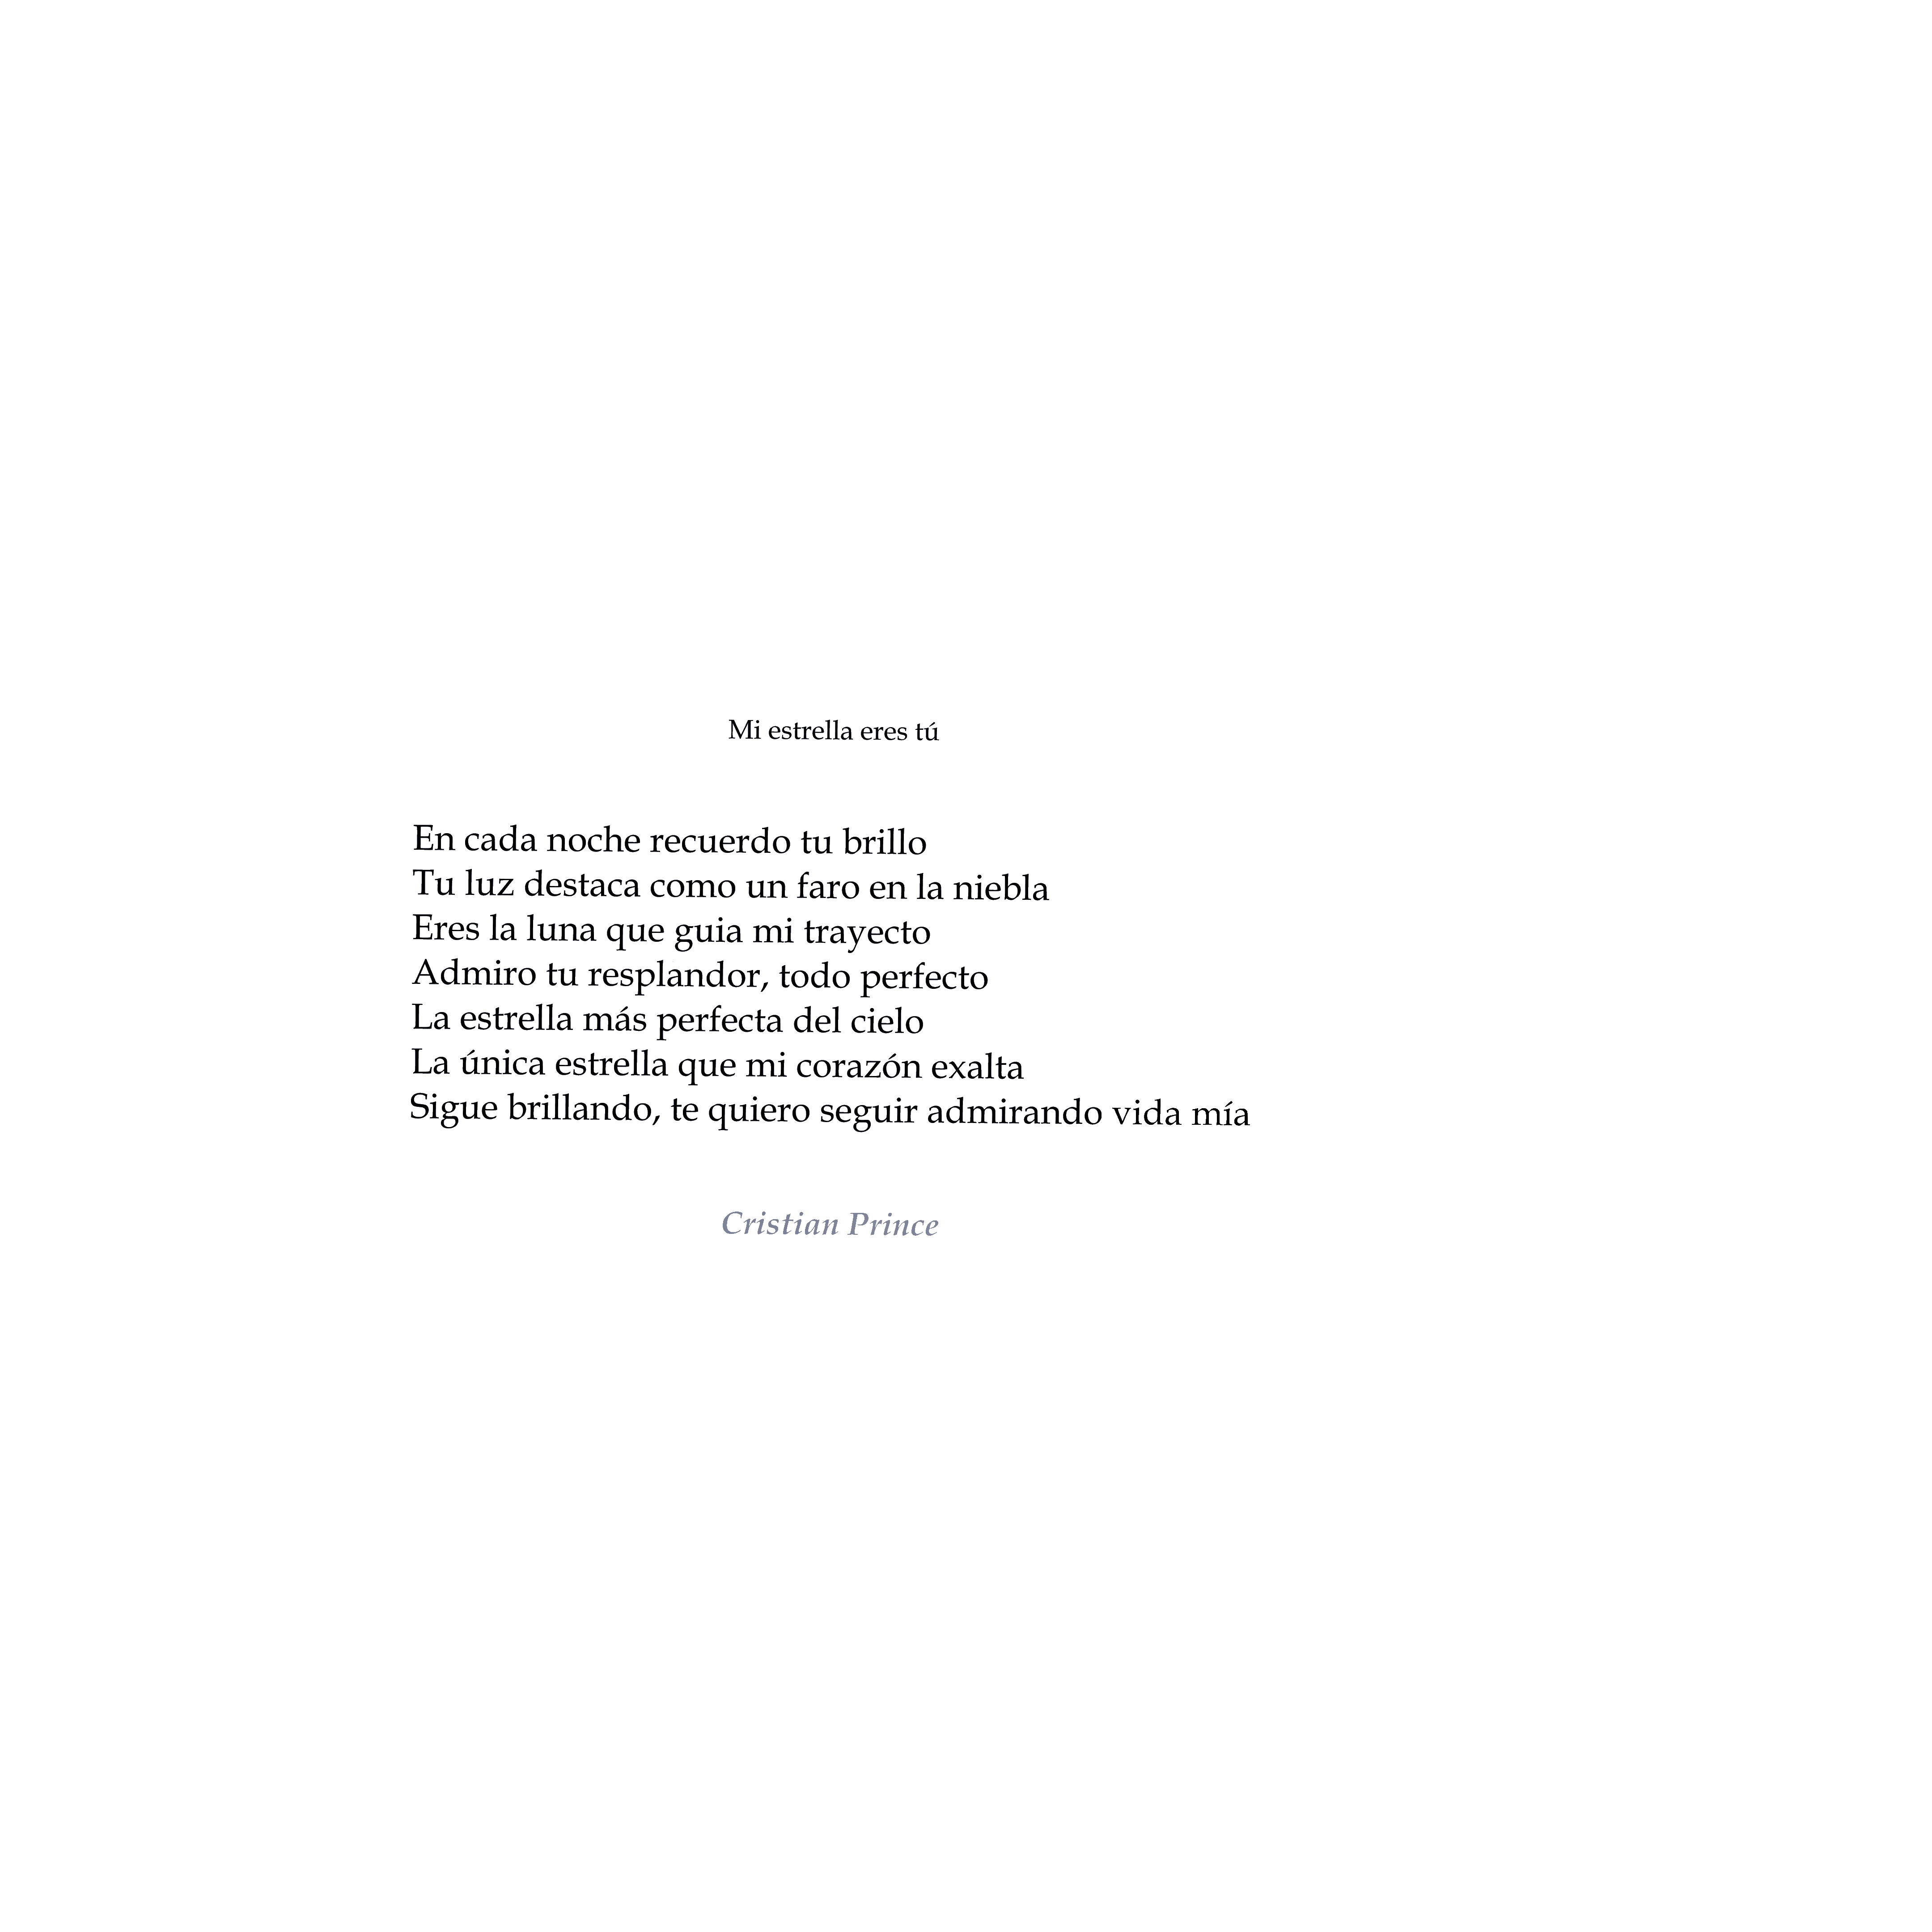 Mi estrella eres tú
En cada noche recuerdo tu brillo
Tu luz destaca como un faro en la niebla
Eres la luna que guia mi trayecto
Admiro tu resplandor, todo perfecto
La estrella más perfecta del cielo
La única estrella que mi corazón exalta
Sigue brillando, te quiero seguir admirando vida mía
Cristian Prince